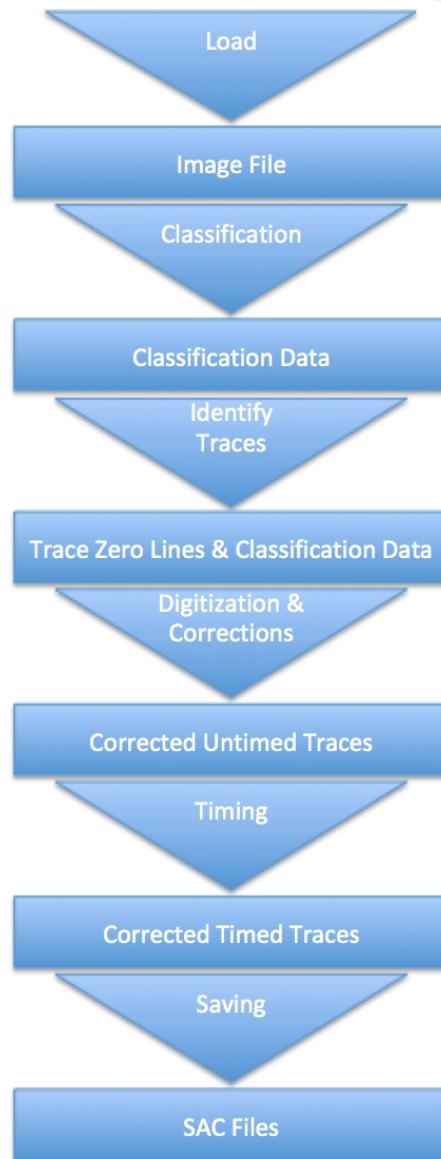 Load
Image File
Classification
Classification Data
Identify
Traces
Trace Zero Lines & Classification Data
Digitization &
Corrections
Corrected Untimed Traces
Timing
Corrected Timed Traces
Saving
SAC Files